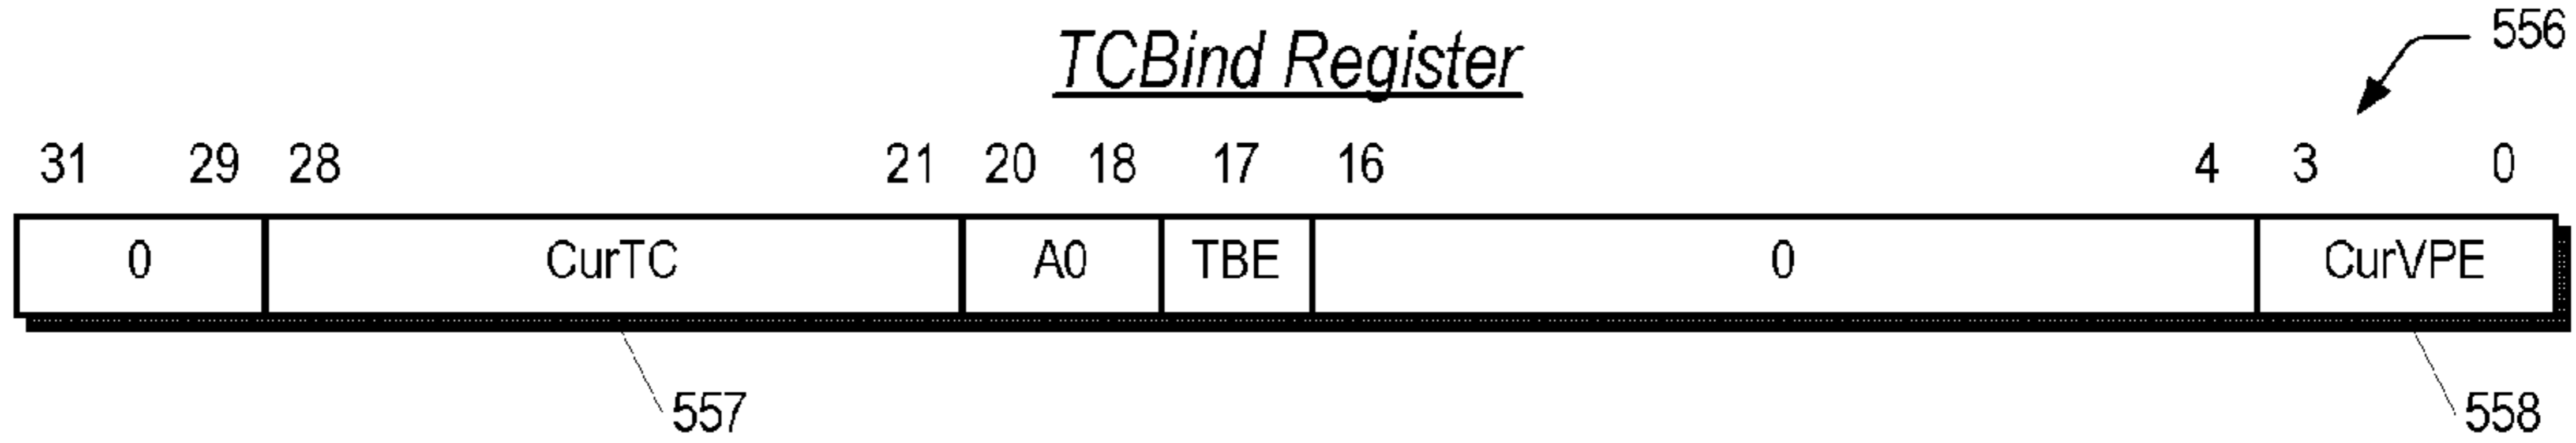 TCBind Register
556
31 29 28 21 20 18 17 16 4 3 0
0 CurTC A0 TBE 0 CurVPE
557 558